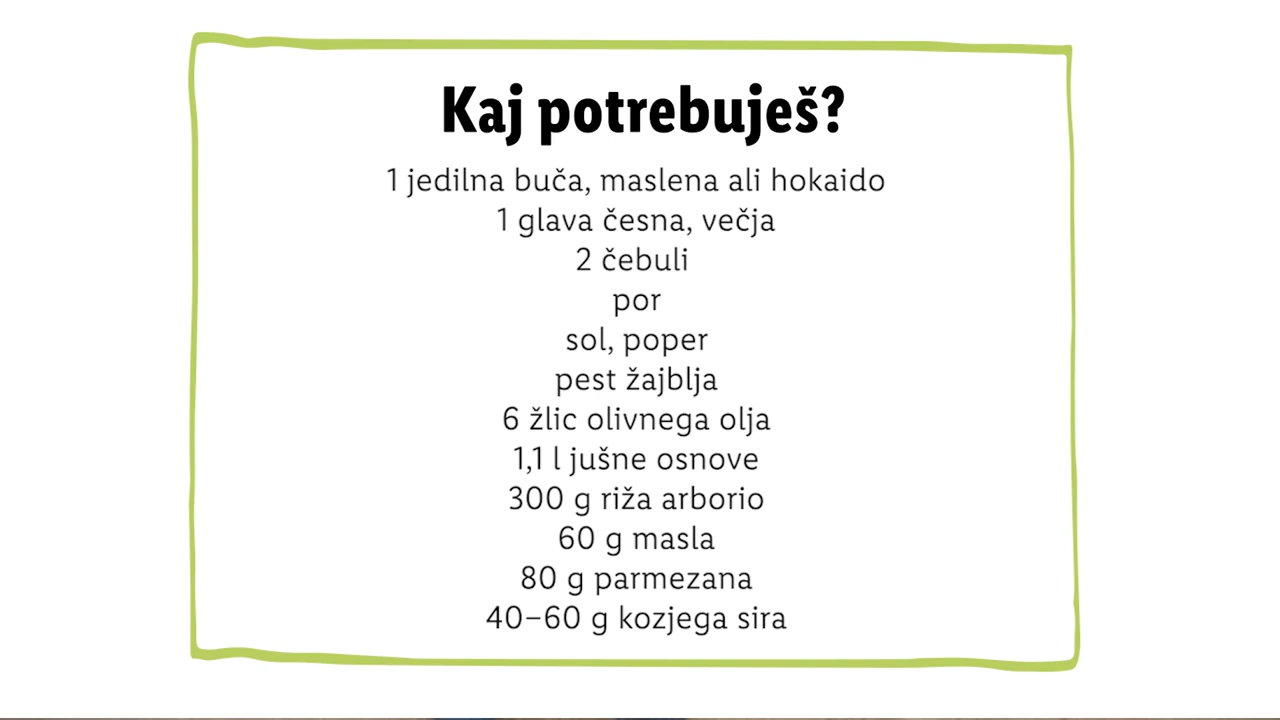 Kaj potrebuješ?
1 jedilna buča, maslena ali hokaido
1 glava česna, večja
2 čebuli
por
sol, poper
pest žajblja
6 žlic olivnega olja
1,1 l jušne osnove
300 g riža arborio
60 g masla
80 g parmezana
40–60 g kozjega sira